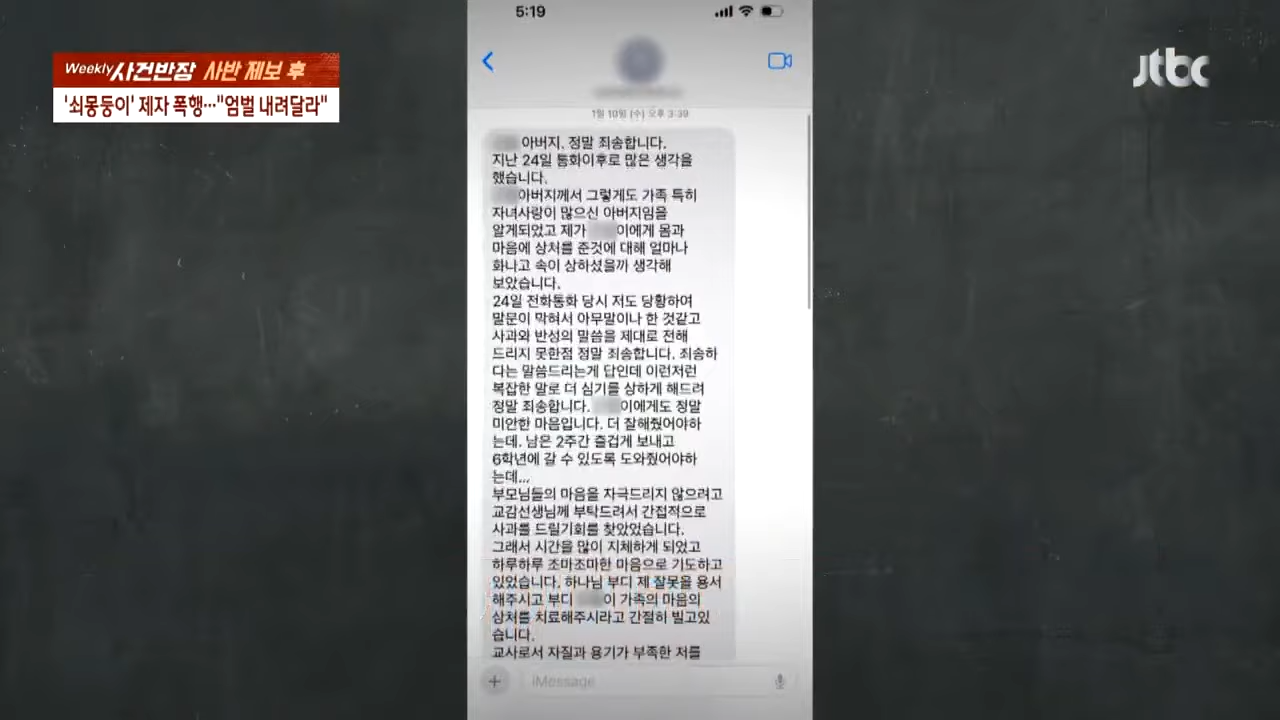 5:19
Weekly 사건반장 사반 제보 후
'쇠몽둥이' 제자 폭행…"엄벌 내려달라"
jtbc
1월 10일 (수) 오후 3:39
아버지, 정말 죄송합니다.
지난 24일 통화이후로 많은 생각을
했습니다.
아버지께서 그렇게도 가족 특히
자녀사랑이 많으신 아버지임을
알게되었고 제가 이에게 몸과
마음에 상처를 준것에 대해 얼마나
화나고 속이 상하셨을까 생각해
보았습니다.
24일 전화통화 당시 저도 당황하여
말문이 막혀서 아무말이나 한 것같고
사과와 반성의 말씀을 제대로 전해
드리지 못한점 정말 죄송합니다. 죄송하
다는 말씀드리는게 답인데 이런저런
복잡한 말로 더 심기를 상하게 해드려
정말 죄송합니다. 이에게도 정말
미안한 마음입니다. 더 잘해줬어야하
는데. 남은 2주간 즐겁게 보내고
6학년에 갈 수 있도록 도와줬어야하
는데...
부모님들의 마음을 자극드리지 않으려고
교감선생님께 부탁드려서 간접적으로
사과를 드릴기회를 찾았었습니다.
그래서 시간을 많이 지체하게 되었고
하루하루 조마조마한 마음으로 기도하고
있었습니다. 하나님 부디 제 잘못을 용서
해주시고 부디 이 가족의 마음의
상처를 치료해주시라고 간절히 빌고있
습니다.
교사로서 자질과 용기가 부족한 저를
iMessage